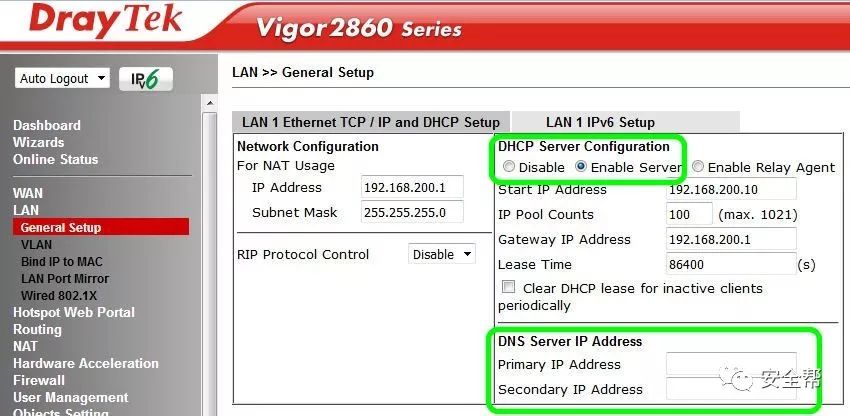 DrayTek
Vigor2860 Series
Auto Logout
IPv6
Dashboard
Wizards
Online Status
WAN
LAN
General Setup
VLAN
Bind IP to MAC
LAN Port Mirror
Wired 802.1X
Hotspot Web Portal
Routing
NAT
Hardware Acceleration
Firewall
User Management
Objects Setting
LAN >> General Setup
LAN 1 Ethernet TCP / IP and DHCP Setup
LAN 1 IPv6 Setup
Network Configuration
For NAT Usage
IP Address 192.168.200.1
Subnet Mask 255.255.255.0
RIP Protocol Control Disable
DHCP Server Configuration
Disable Enable Server Enable Relay Agent
Start IP Address 192.168.200.10
IP Pool Counts 100 (max. 1021)
Gateway IP Address 192.168.200.1
Lease Time 86400 (s)
Clear DHCP lease for inactive clients
periodically
DNS Server IP Address
Primary IP Address
Secondary IP Address
安全帮